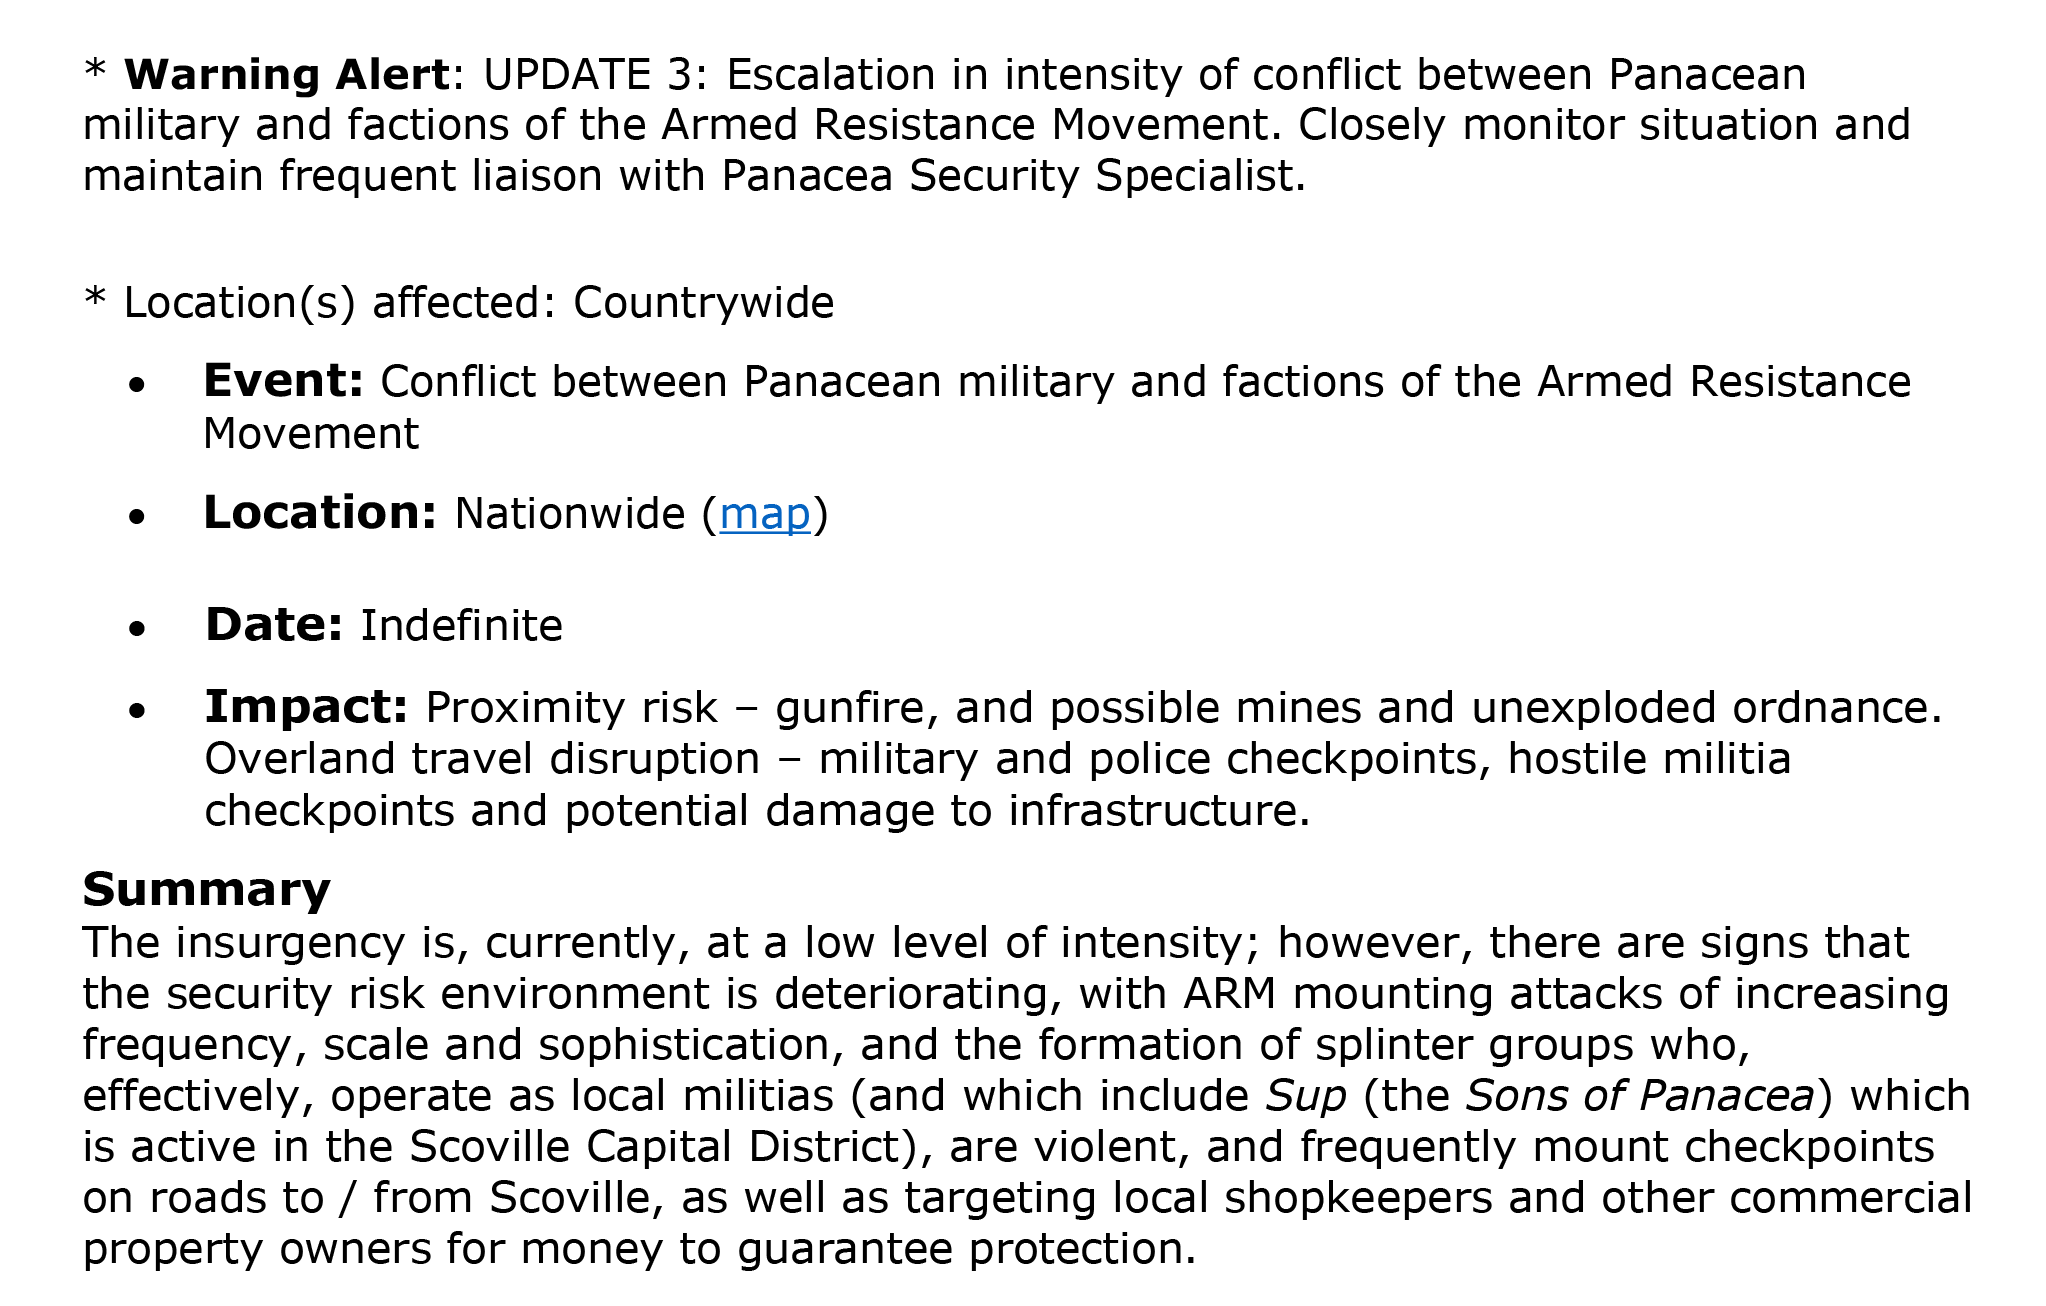 * Warning Alert: UPDATE 3: Escalation in intensity of conflict between Panacean
military and factions of the Armed Resistance Movement. Closely monitor situation and
maintain frequent liaison with Panacea Security Specialist.
* Location(s) affected: Countrywide
• Event: Conflict between Panacean military and factions of the Armed Resistance
Movement
• Location: Nationwide (map)
• Date: Indefinite
• Impact: Proximity risk – gunfire, and possible mines and unexploded ordnance.
Overland travel disruption – military and police checkpoints, hostile militia
checkpoints and potential damage to infrastructure.
Summary
The insurgency is, currently, at a low level of intensity; however, there are signs that
the security risk environment is deteriorating, with ARM mounting attacks of increasing
frequency, scale and sophistication, and the formation of splinter groups who,
effectively, operate as local militias (and which include Sup (the Sons of Panacea) which
is active in the Scoville Capital District), are violent, and frequently mount checkpoints
on roads to / from Scoville, as well as targeting local shopkeepers and other commercial
property owners for money to guarantee protection.